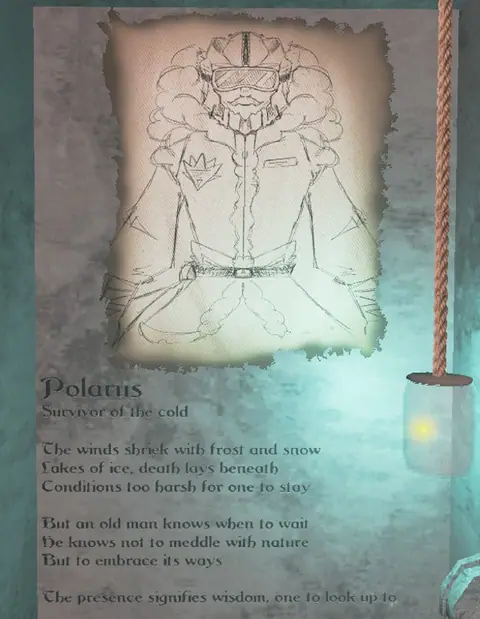 Polarus
Survivor of the cold
The winds shriek with frost and snow
Lakes of ice, death lays beneath
Conditions too harsh for one to stay
But an old man knows when to wait
He knows not to meddle with nature
But to embrace its ways
The presence signifies wisdom, one to look up to